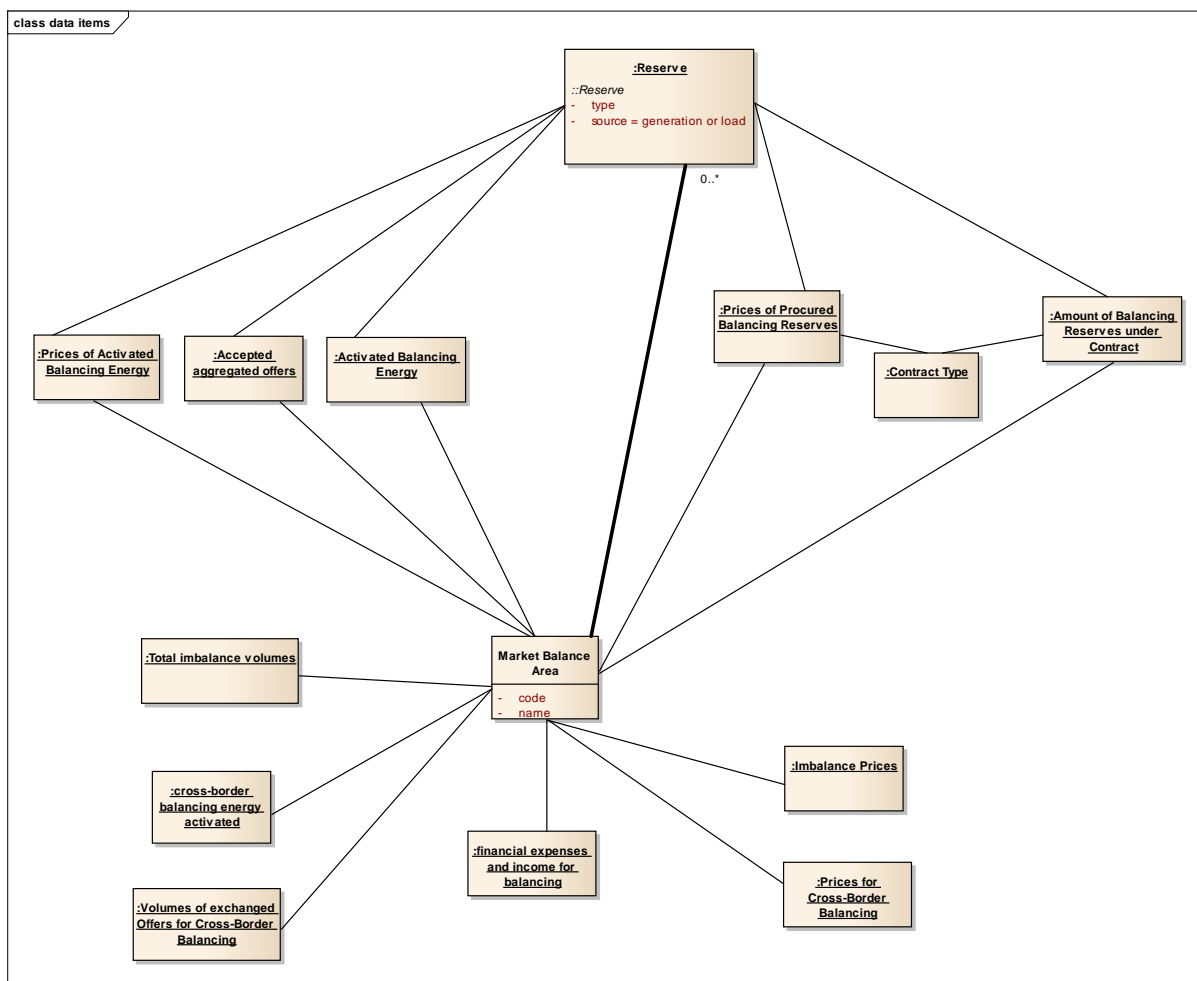 class data items
:Reserve
::Reserve
- type
- source = generation or load
0..*
:Prices of Activated
Balancing Energy
:Accepted
aggregated offers
:Activated Balancing
Energy
:Prices of Procured
Balancing Reserves
:Contract Type
:Amount of Balancing
Reserves under
Contract
:Total imbalance volumes
Market Balance
Area
- code
- name
:cross-border
balancing energy
activated
:Volumes of exchanged
Offers for Cross-Border
Balancing
:financial expenses
and income for
balancing
:Imbalance Prices
:Prices for
Cross-Border
Balancing